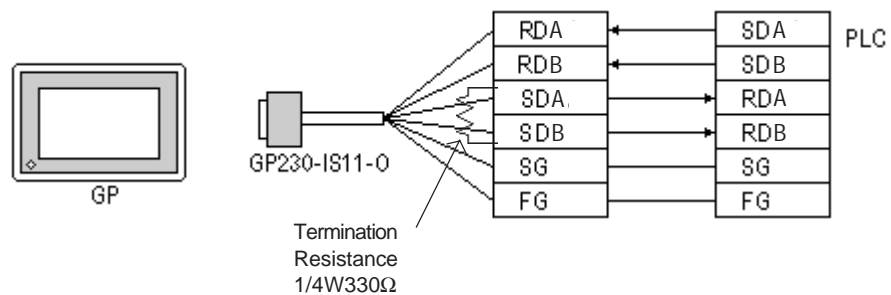 RDA SDA PLC
RDB SDB
SDA RDA
SDB RDB
GP230-IS11-O SG SG
GP FG FG
Termination
Resistance
1/4W330Ω